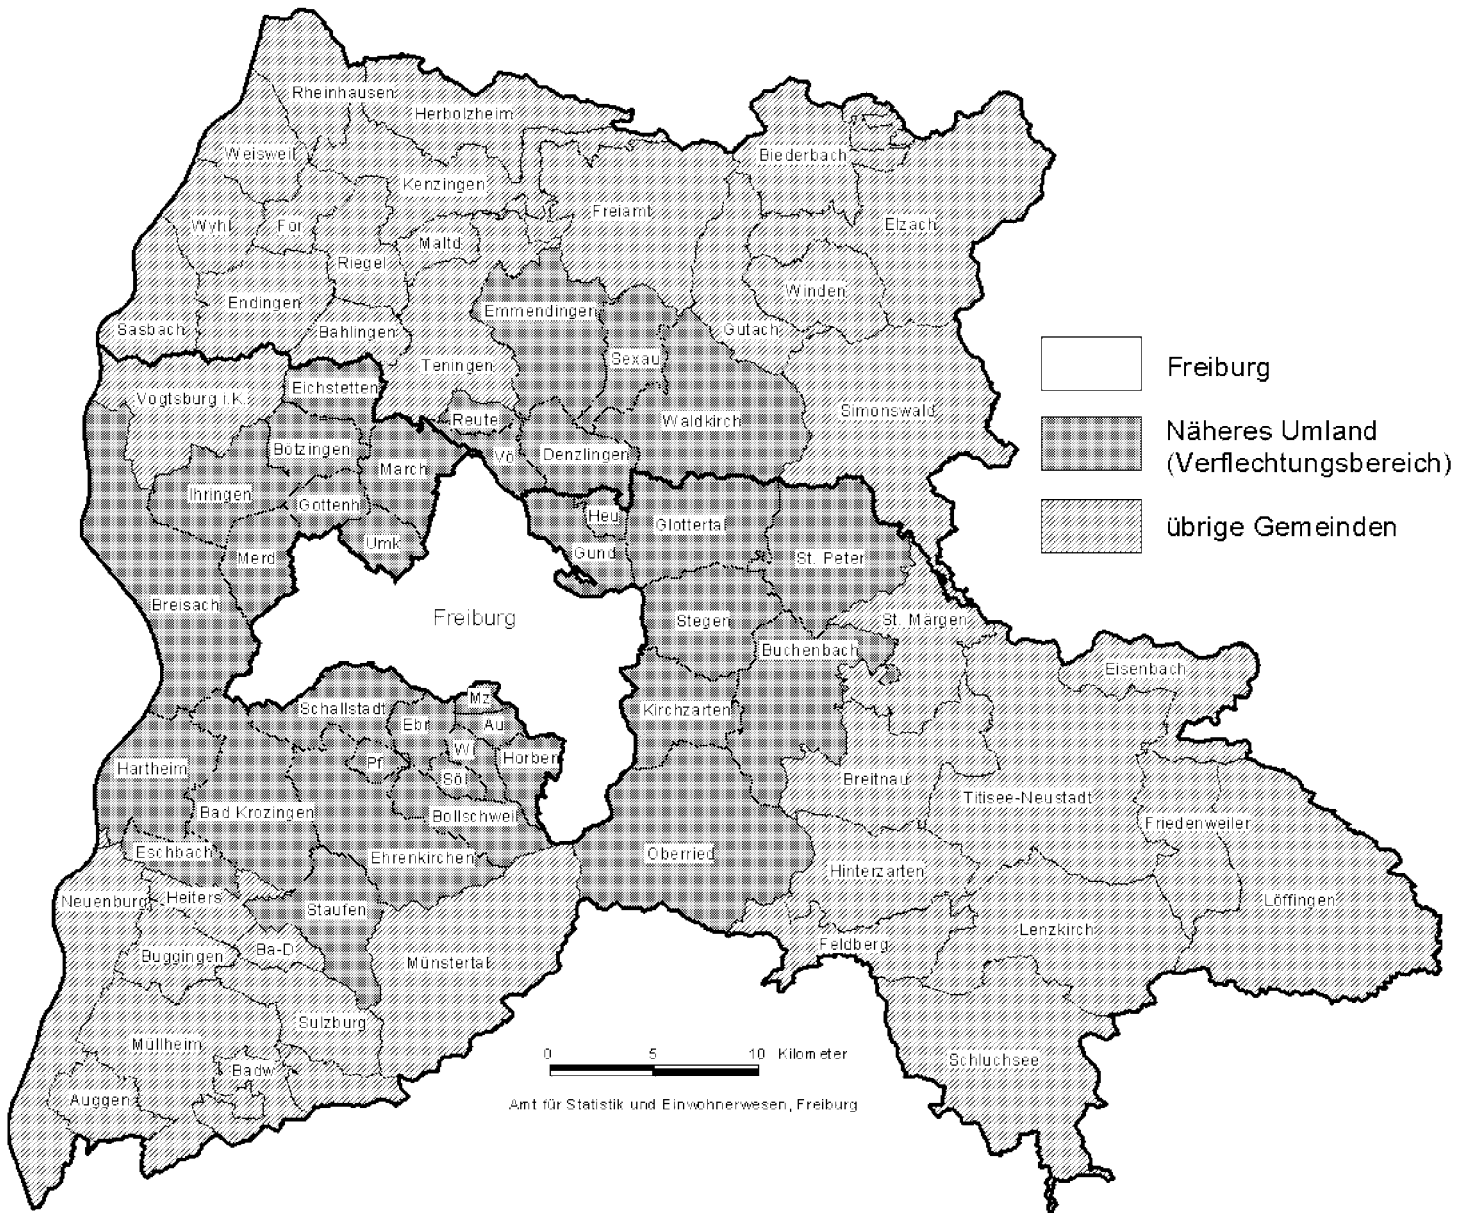 Rheinhausen
Herbolzheim
Weisweil
Biederbach
Kenzingen
Freiamt
Wyhl
For
Elzach
Maltd
Riegel
Winden
Endingen
Emmendingen
Sasbach
Bahlingen
Gutach
Sexau
Teningen
Freiburg
Eichstetten
Vogtsburg i.K.
Simonswald
Reute
Waldkirch
Näheres Umland
(Verflechtungsbereich)
Bötzingen
Vö
Denzlingen
March
Ihringen
Gottenh
Heu
Glottertal
übrige Gemeinden
Umk
Gund
Merd
St. Peter
Breisach
Freiburg
Stegen
St. Märgen
Buchenbach
Eisenbach
Mz
Schallstadt
Ebr
Au
Kirchzarten
Wi
Horben
Pf
Hartheim
Söl
Breitnau
Titisee-Neustadt
Bad Krozingen
Bollschweil
Friedenweiler
Eschbach
Ehrenkirchen
Oberried
Hinterzarten
Neuenburg
Heiters
Staufen
Löffingen
Lenzkirch
Feldberg
Ba-D
Buggingen
Münstertal
Sulzburg
Müllheim
0 5 10 Kilometer
Schluchsee
Badw
Auggen
Amt für Statistik und Einwohnerwesen, Freiburg